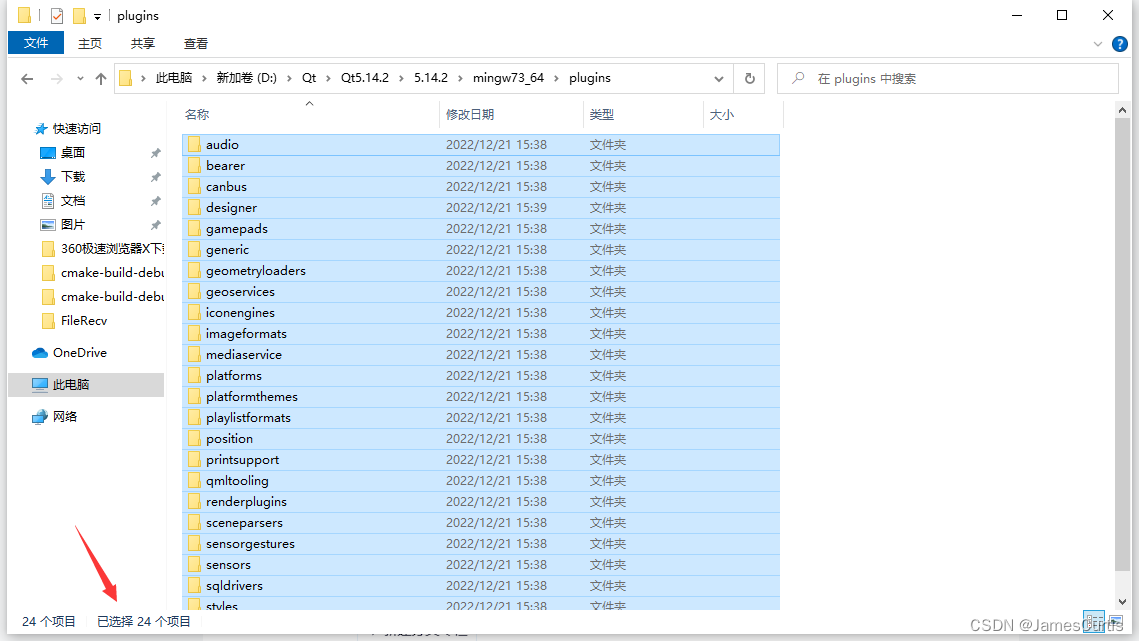 plugins
文件 主页 共享 查看
此电脑 新加卷 (D:) Qt Qt5.14.2 5.14.2 mingw73_64 plugins
在 plugins 中搜索
名称 修改日期 类型 大小
快速访问
桌面
下载
文档
图片
360极速浏览器X下载
cmake-build-debu
cmake-build-debu
FileRecv
OneDrive
此电脑
网络
audio 2022/12/21 15:38 文件夹
bearer 2022/12/21 15:38 文件夹
canbus 2022/12/21 15:38 文件夹
designer 2022/12/21 15:39 文件夹
gamepads 2022/12/21 15:38 文件夹
generic 2022/12/21 15:38 文件夹
geometryloaders 2022/12/21 15:38 文件夹
geoservices 2022/12/21 15:38 文件夹
iconengines 2022/12/21 15:38 文件夹
imageformats 2022/12/21 15:38 文件夹
mediaservice 2022/12/21 15:38 文件夹
platforms 2022/12/21 15:38 文件夹
platformthemes 2022/12/21 15:38 文件夹
playlistformats 2022/12/21 15:38 文件夹
position 2022/12/21 15:38 文件夹
printsupport 2022/12/21 15:38 文件夹
qmltooling 2022/12/21 15:38 文件夹
renderplugins 2022/12/21 15:38 文件夹
sceneparsers 2022/12/21 15:38 文件夹
sensorgestures 2022/12/21 15:38 文件夹
sensors 2022/12/21 15:38 文件夹
sqldrivers 2022/12/21 15:38 文件夹
styles 2022/12/21 15:38 文件夹
24 个项目 已选择 24 个项目
CSDN @JamesCurtis